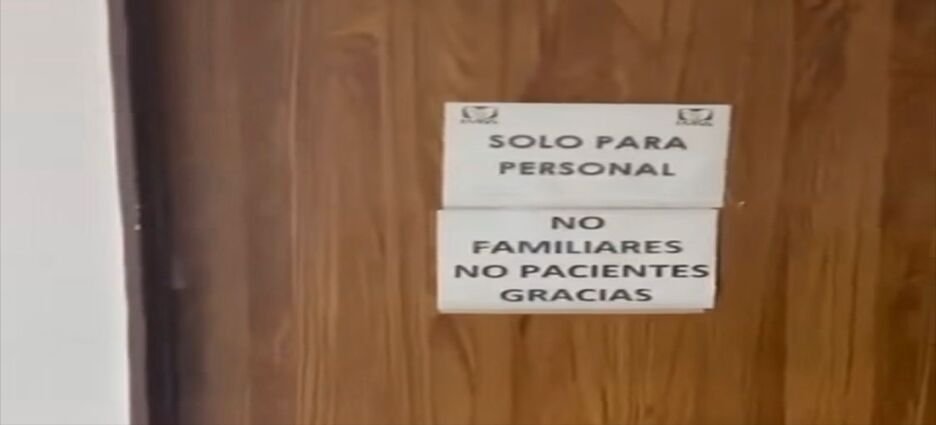 SOLO PARA
PERSONAL
NO
FAMILIARES
NO PACIENTES
GRACIAS